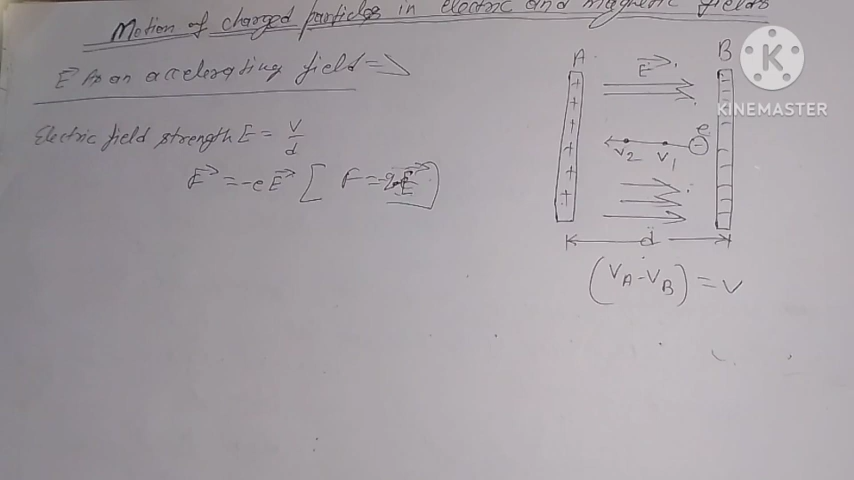 Motion of charged particles in electric and magnetic fields
E→ As an accelerating field =>
Electric field strength E = V/d
F→ = -e E→ [ F = qE→ ]
A
B
E→
e
-
v2 v1
+
+
+
+
+
+
d
(VA - VB) = V
KINEMASTER